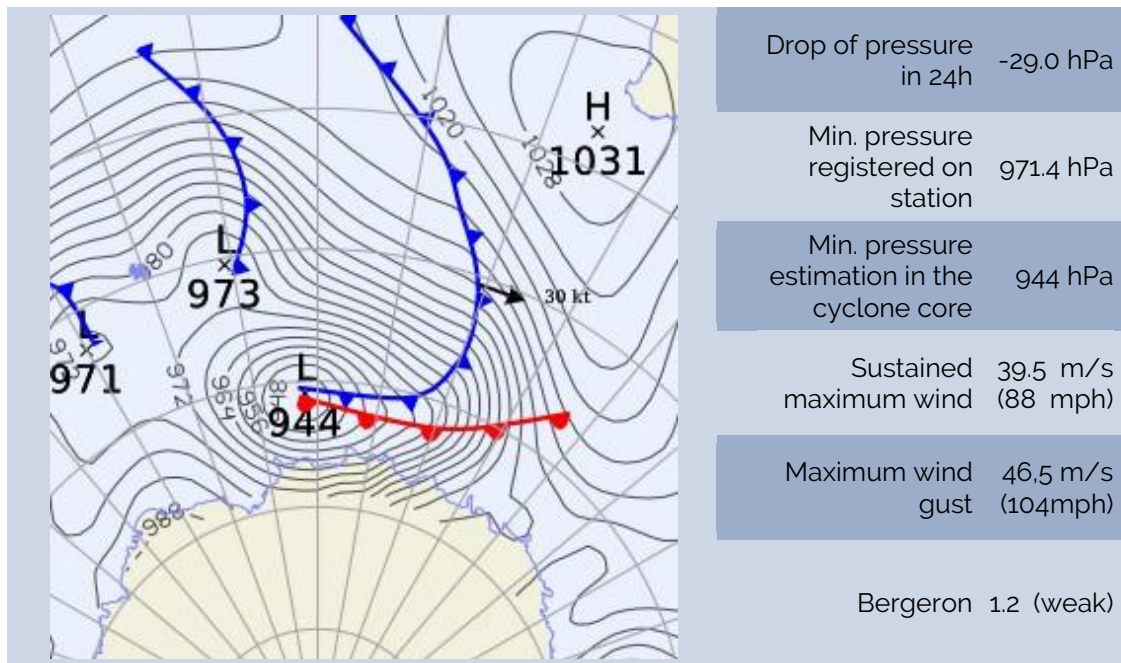 1020
H
1028
1031
80
L
973
30 kt
L
971
972
964
956
948
L
944
988
Drop of pressure
in 24h
-29.0 hPa
Min. pressure
registered on
station
971.4 hPa
Min. pressure
estimation in the
cyclone core
944 hPa
Sustained
maximum wind
39.5 m/s
(88 mph)
Maximum wind
gust
46,5 m/s
(104mph)
Bergeron
1.2 (weak)